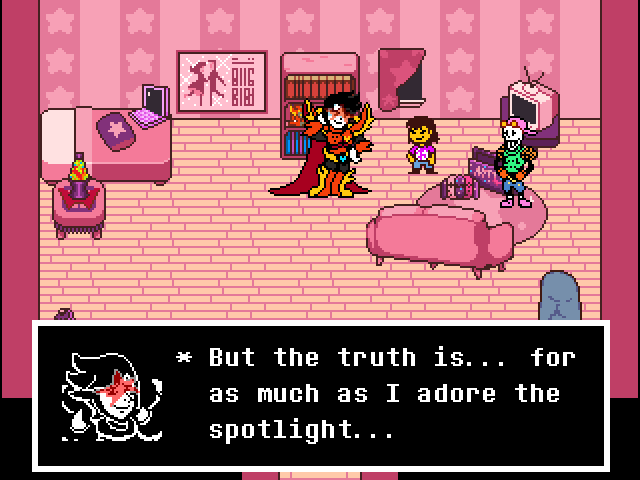 * But the truth is... for
as much as I adore the
spotlight...